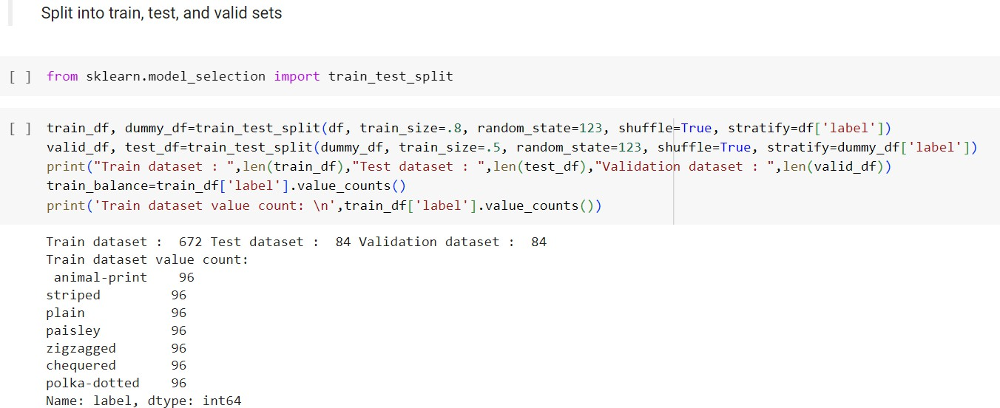 Split into train, test, and valid sets
[ ] from sklearn.model_selection import train_test_split
[ ] train_df, dummy_df=train_test_split(df, train_size=.8, random_state=123, shuffle=True, stratify=df['label'])
valid_df, test_df=train_test_split(dummy_df, train_size=.5, random_state=123, shuffle=True, stratify=dummy_df['label'])
print("Train dataset : ",len(train_df),"Test dataset : ",len(test_df),"Validation dataset : ",len(valid_df))
train_balance=train_df['label'].value_counts()
print('Train dataset value count: \n',train_df['label'].value_counts())
Train dataset :  672 Test dataset :  84 Validation dataset :  84
Train dataset value count:
 animal-print    96
striped         96
plain           96
paisley         96
zigzagged       96
chequered       96
polka-dotted    96
Name: label, dtype: int64